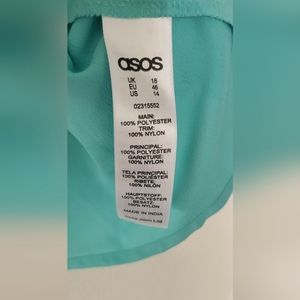 asos
UK 18
EU 46
US 14
02315552
MAIN:
100% POLYESTER
TRIM:
100% NYLON
PRINCIPAL:
100% POLYESTER
GARNITURE:
100% NYLON
TELA PRINCIPAL:
100% POLIÉSTER
RIBETE:
100% NILÓN
HAUPTSTOFF:
100% POLYESTER
BESATZ:
100% NYLON
MADE IN INDIA